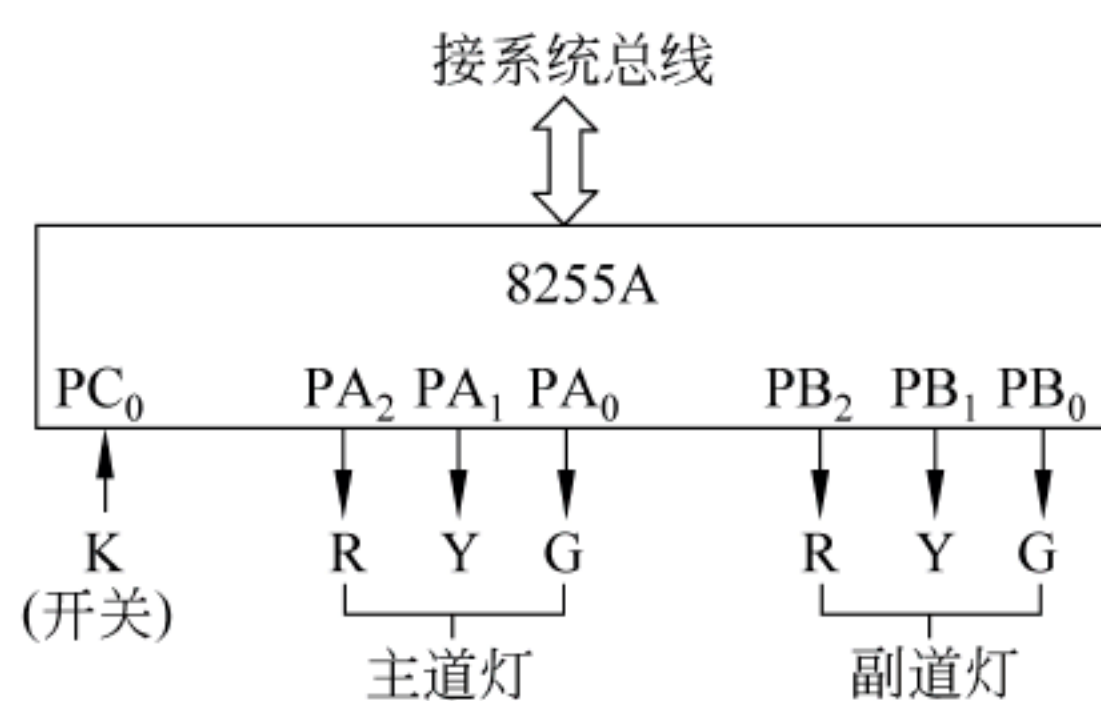 接系统总线
8255A
PC₀ PA₂ PA₁ PA₀ PB₂ PB₁ PB₀
K R Y G R Y G
(开关)
主道灯 副道灯